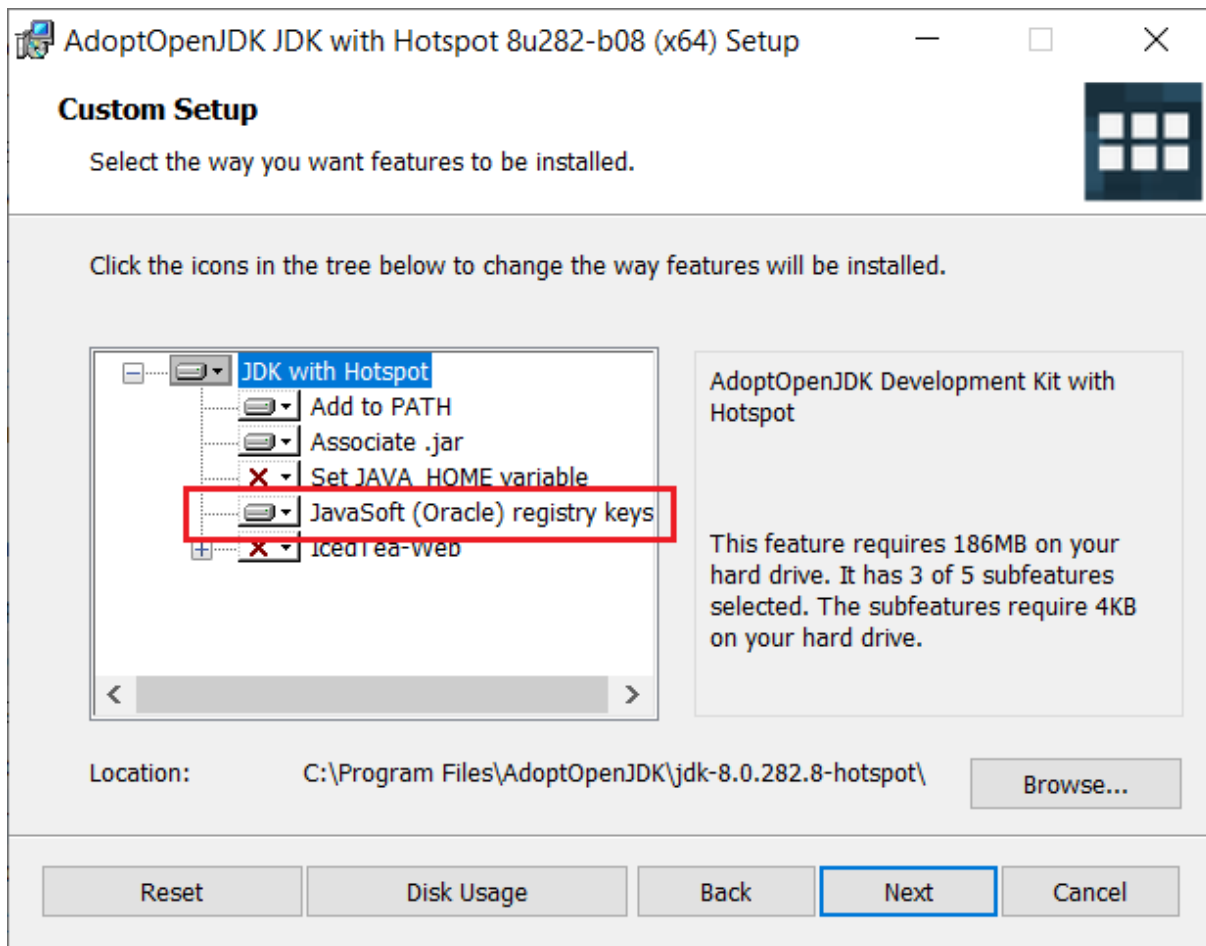 AdoptOpenJDK JDK with Hotspot 8u282-b08 (x64) Setup
Custom Setup
Select the way you want features to be installed.
Click the icons in the tree below to change the way features will be installed.
JDK with Hotspot
Add to PATH
Associate .jar
Set JAVA_HOME variable
JavaSoft (Oracle) registry keys
IcedTea-Web
AdoptOpenJDK Development Kit with
Hotspot
This feature requires 186MB on your
hard drive. It has 3 of 5 subfeatures
selected. The subfeatures require 4KB
on your hard drive.
Location: C:\Program Files\AdoptOpenJDK\jdk-8.0.282.8-hotspot\ Browse...
Reset Disk Usage Back Next Cancel